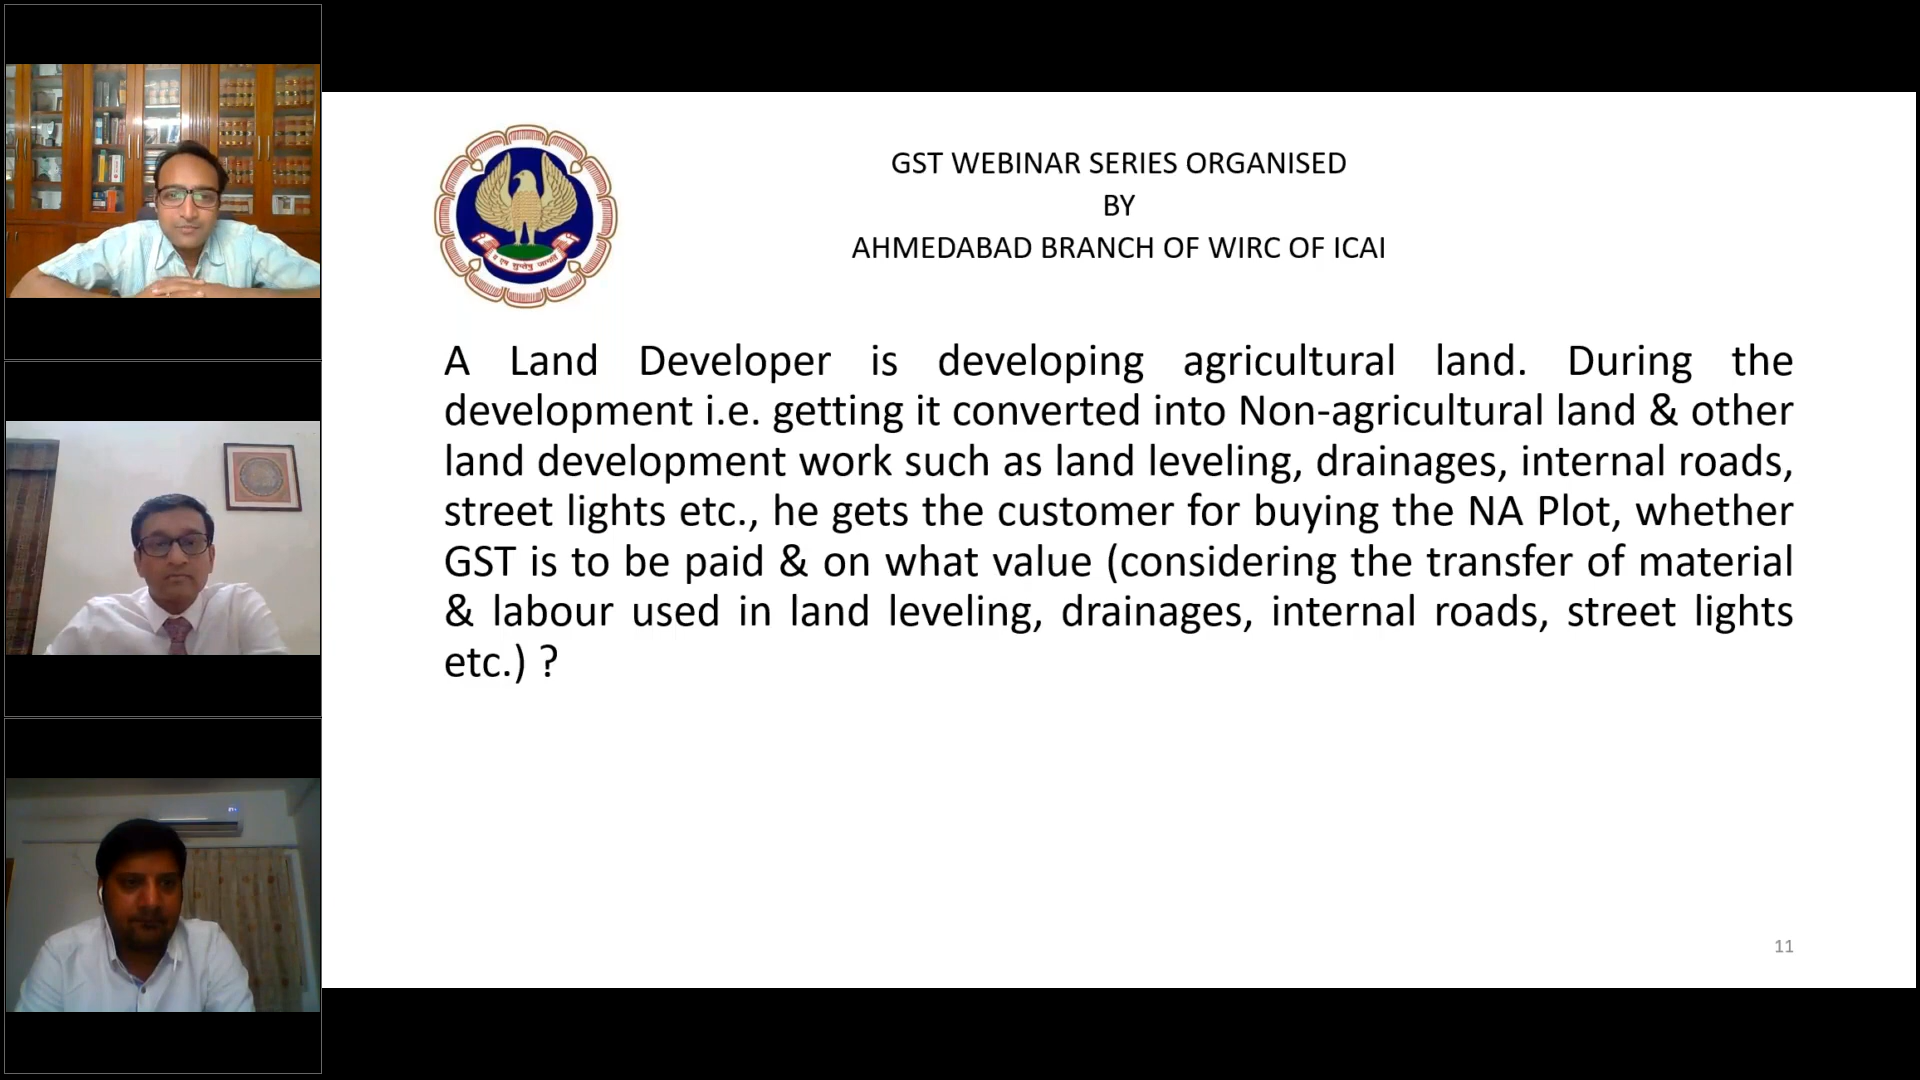 GST WEBINAR SERIES ORGANISED
BY
AHMEDABAD BRANCH OF WIRC OF ICAI
A Land Developer is developing agricultural land. During the
development i.e. getting it converted into Non-agricultural land & other
land development work such as land leveling, drainages, internal roads,
street lights etc., he gets the customer for buying the NA Plot, whether
GST is to be paid & on what value (considering the transfer of material
& labour used in land leveling, drainages, internal roads, street lights
etc.) ?
11